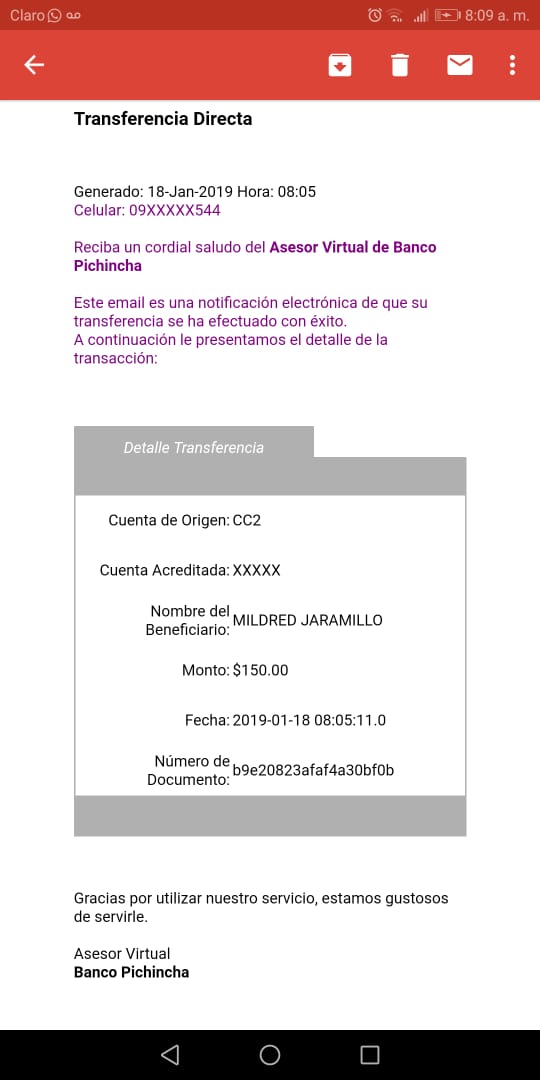 Claro 8:09 a. m.
Transferencia Directa
Generado: 18-Jan-2019 Hora: 08:05
Celular: 09XXXXX544
Reciba un cordial saludo del Asesor Virtual de Banco
Pichincha
Este email es una notificación electrónica de que su
transferencia se ha efectuado con éxito.
A continuación le presentamos el detalle de la
transacción:
Detalle Transferencia
Cuenta de Origen: CC2
Cuenta Acreditada: XXXXX
Nombre del
Beneficiario: MILDRED JARAMILLO
Monto: $150.00
Fecha: 2019-01-18 08:05:11.0
Número de
Documento: b9e20823afaf4a30bf0b
Gracias por utilizar nuestro servicio, estamos gustosos
de servirle.
Asesor Virtual
Banco Pichincha